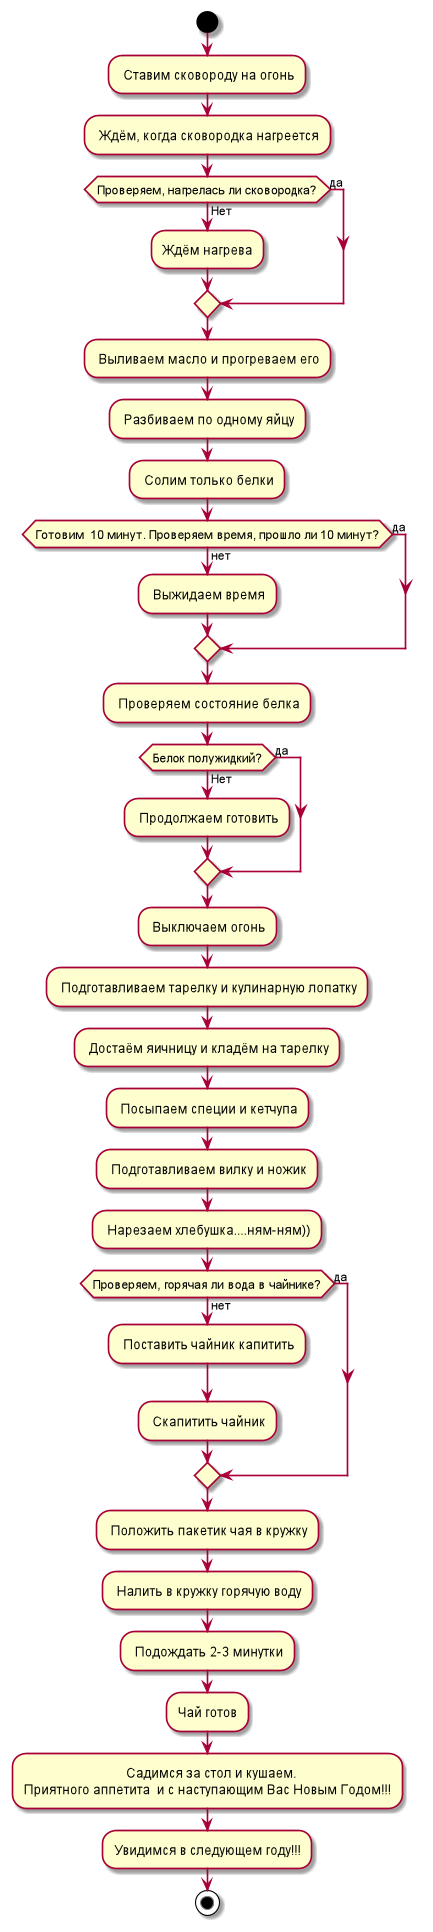 Ставим сковороду на огонь
Ждём, когда сковородка нагреется
Проверяем, нагрелась ли сковородка?
да
Нет
Ждём нагрева
Выливаем масло и прогреваем его
Разбиваем по одному яйцу
Солим только белки
Готовим 10 минут. Проверяем время, прошло ли 10 минут?
да
нет
Выжидаем время
Проверяем состояние белка
Белок полужидкий?
да
Нет
Продолжаем готовить
Выключаем огонь
Подготавливаем тарелку и кулинарную лопатку
Достаём яичницу и кладём на тарелку
Посыпаем специи и кетчупа
Подготавливаем вилку и ножик
Нарезаем хлебушка....ням-ням))
Проверяем, горячая ли вода в чайнике?
да
нет
Поставить чайник капитить
Скапитить чайник
Положить пакетик чая в кружку
Налить в кружку горячую воду
Подождать 2-3 минутки
Чай готов
Садимся за стол и кушаем.
Приятного аппетита и с наступающим Вас Новым Годом!!!
Увидимся в следующем году!!!